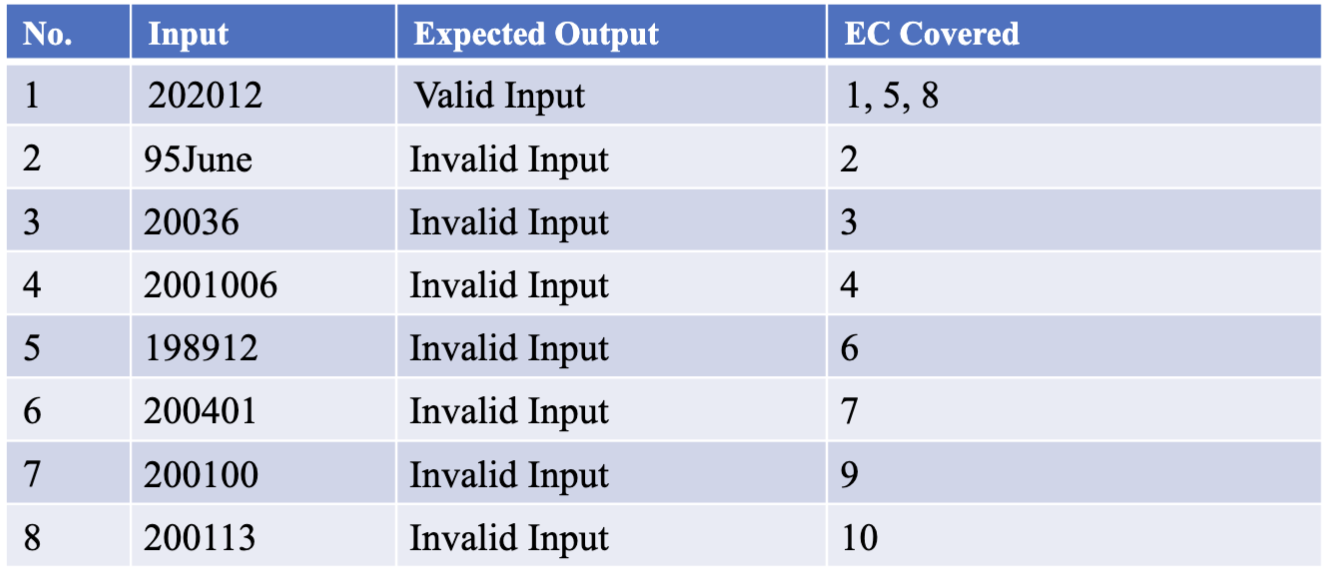 No. Input Expected Output EC Covered
1 202012 Valid Input 1, 5, 8
2 95June Invalid Input 2
3 20036 Invalid Input 3
4 2001006 Invalid Input 4
5 198912 Invalid Input 6
6 200401 Invalid Input 7
7 200100 Invalid Input 9
8 200113 Invalid Input 10